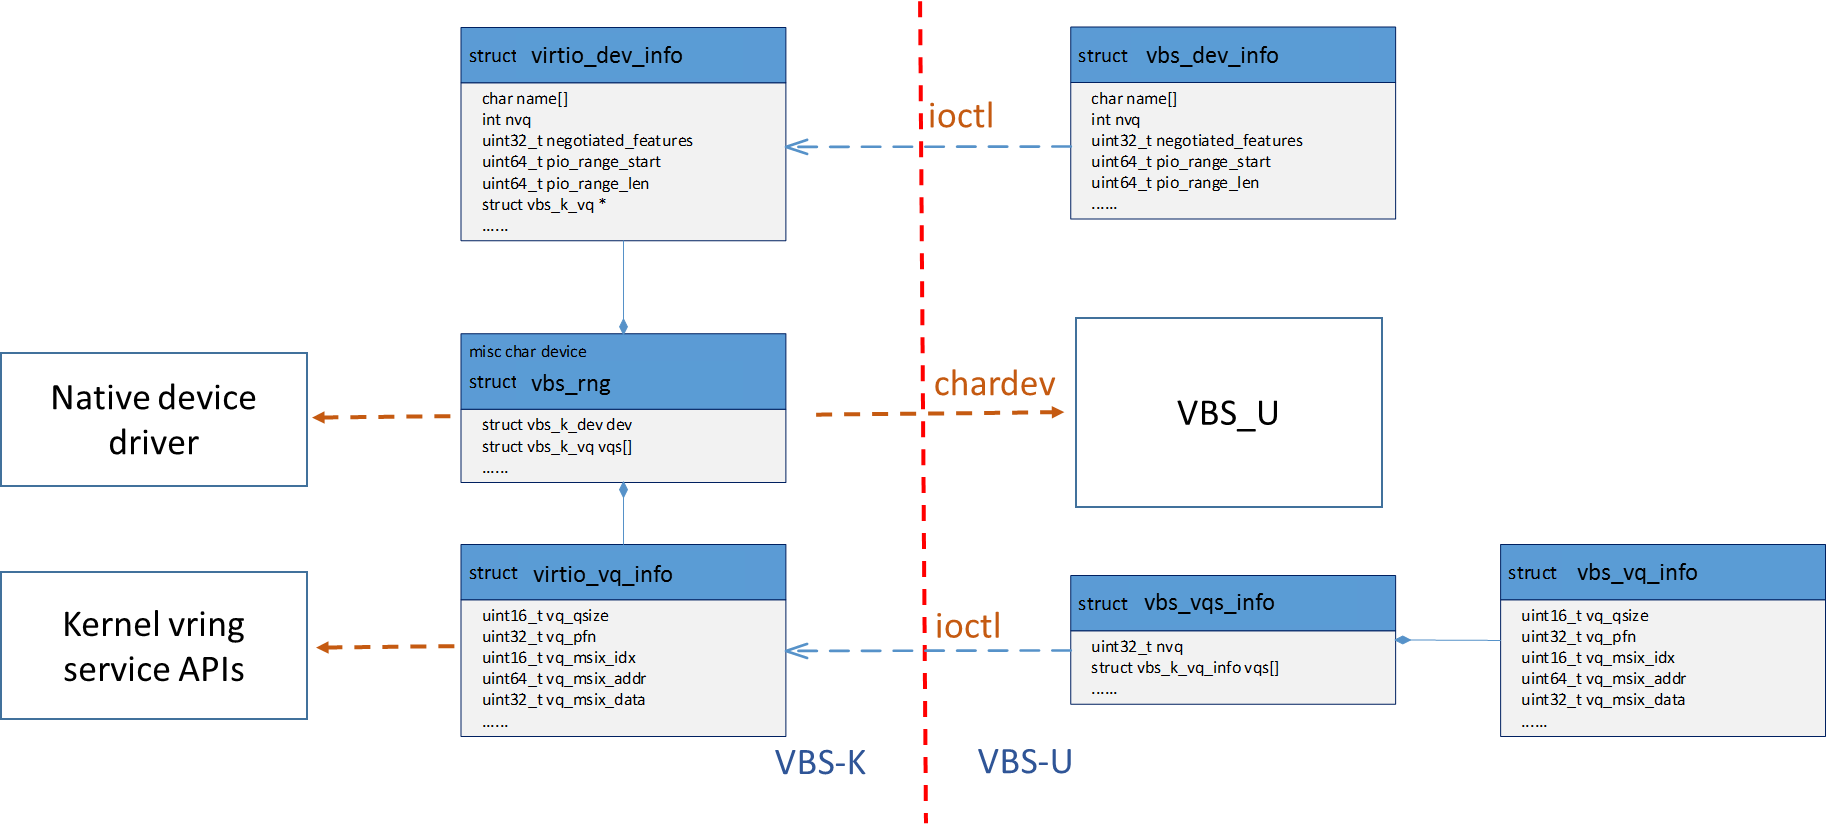 struct virtio_dev_info
char name[]
int nvq
uint32_t negotiated_features
uint64_t pio_range_start
uint64_t pio_range_len
struct vbs_k_vq *
......
ioctl
struct vbs_dev_info
char name[]
int nvq
uint32_t negotiated_features
uint64_t pio_range_start
uint64_t pio_range_len
......
Native device
driver
misc char device
struct vbs_rng
struct vbs_k_dev dev
struct vbs_k_vq vqs[]
......
chardev
VBS_U
Kernel vring
service APIs
struct virtio_vq_info
uint16_t vq_qsize
uint32_t vq_pfn
uint16_t vq_msix_idx
uint64_t vq_msix_addr
uint32_t vq_msix_data
......
ioctl
struct vbs_vqs_info
uint32_t nvq
struct vbs_k_vq_info vqs[]
......
struct vbs_vq_info
uint16_t vq_qsize
uint32_t vq_pfn
uint16_t vq_msix_idx
uint64_t vq_msix_addr
uint32_t vq_msix_data
......
VBS-K
VBS-U